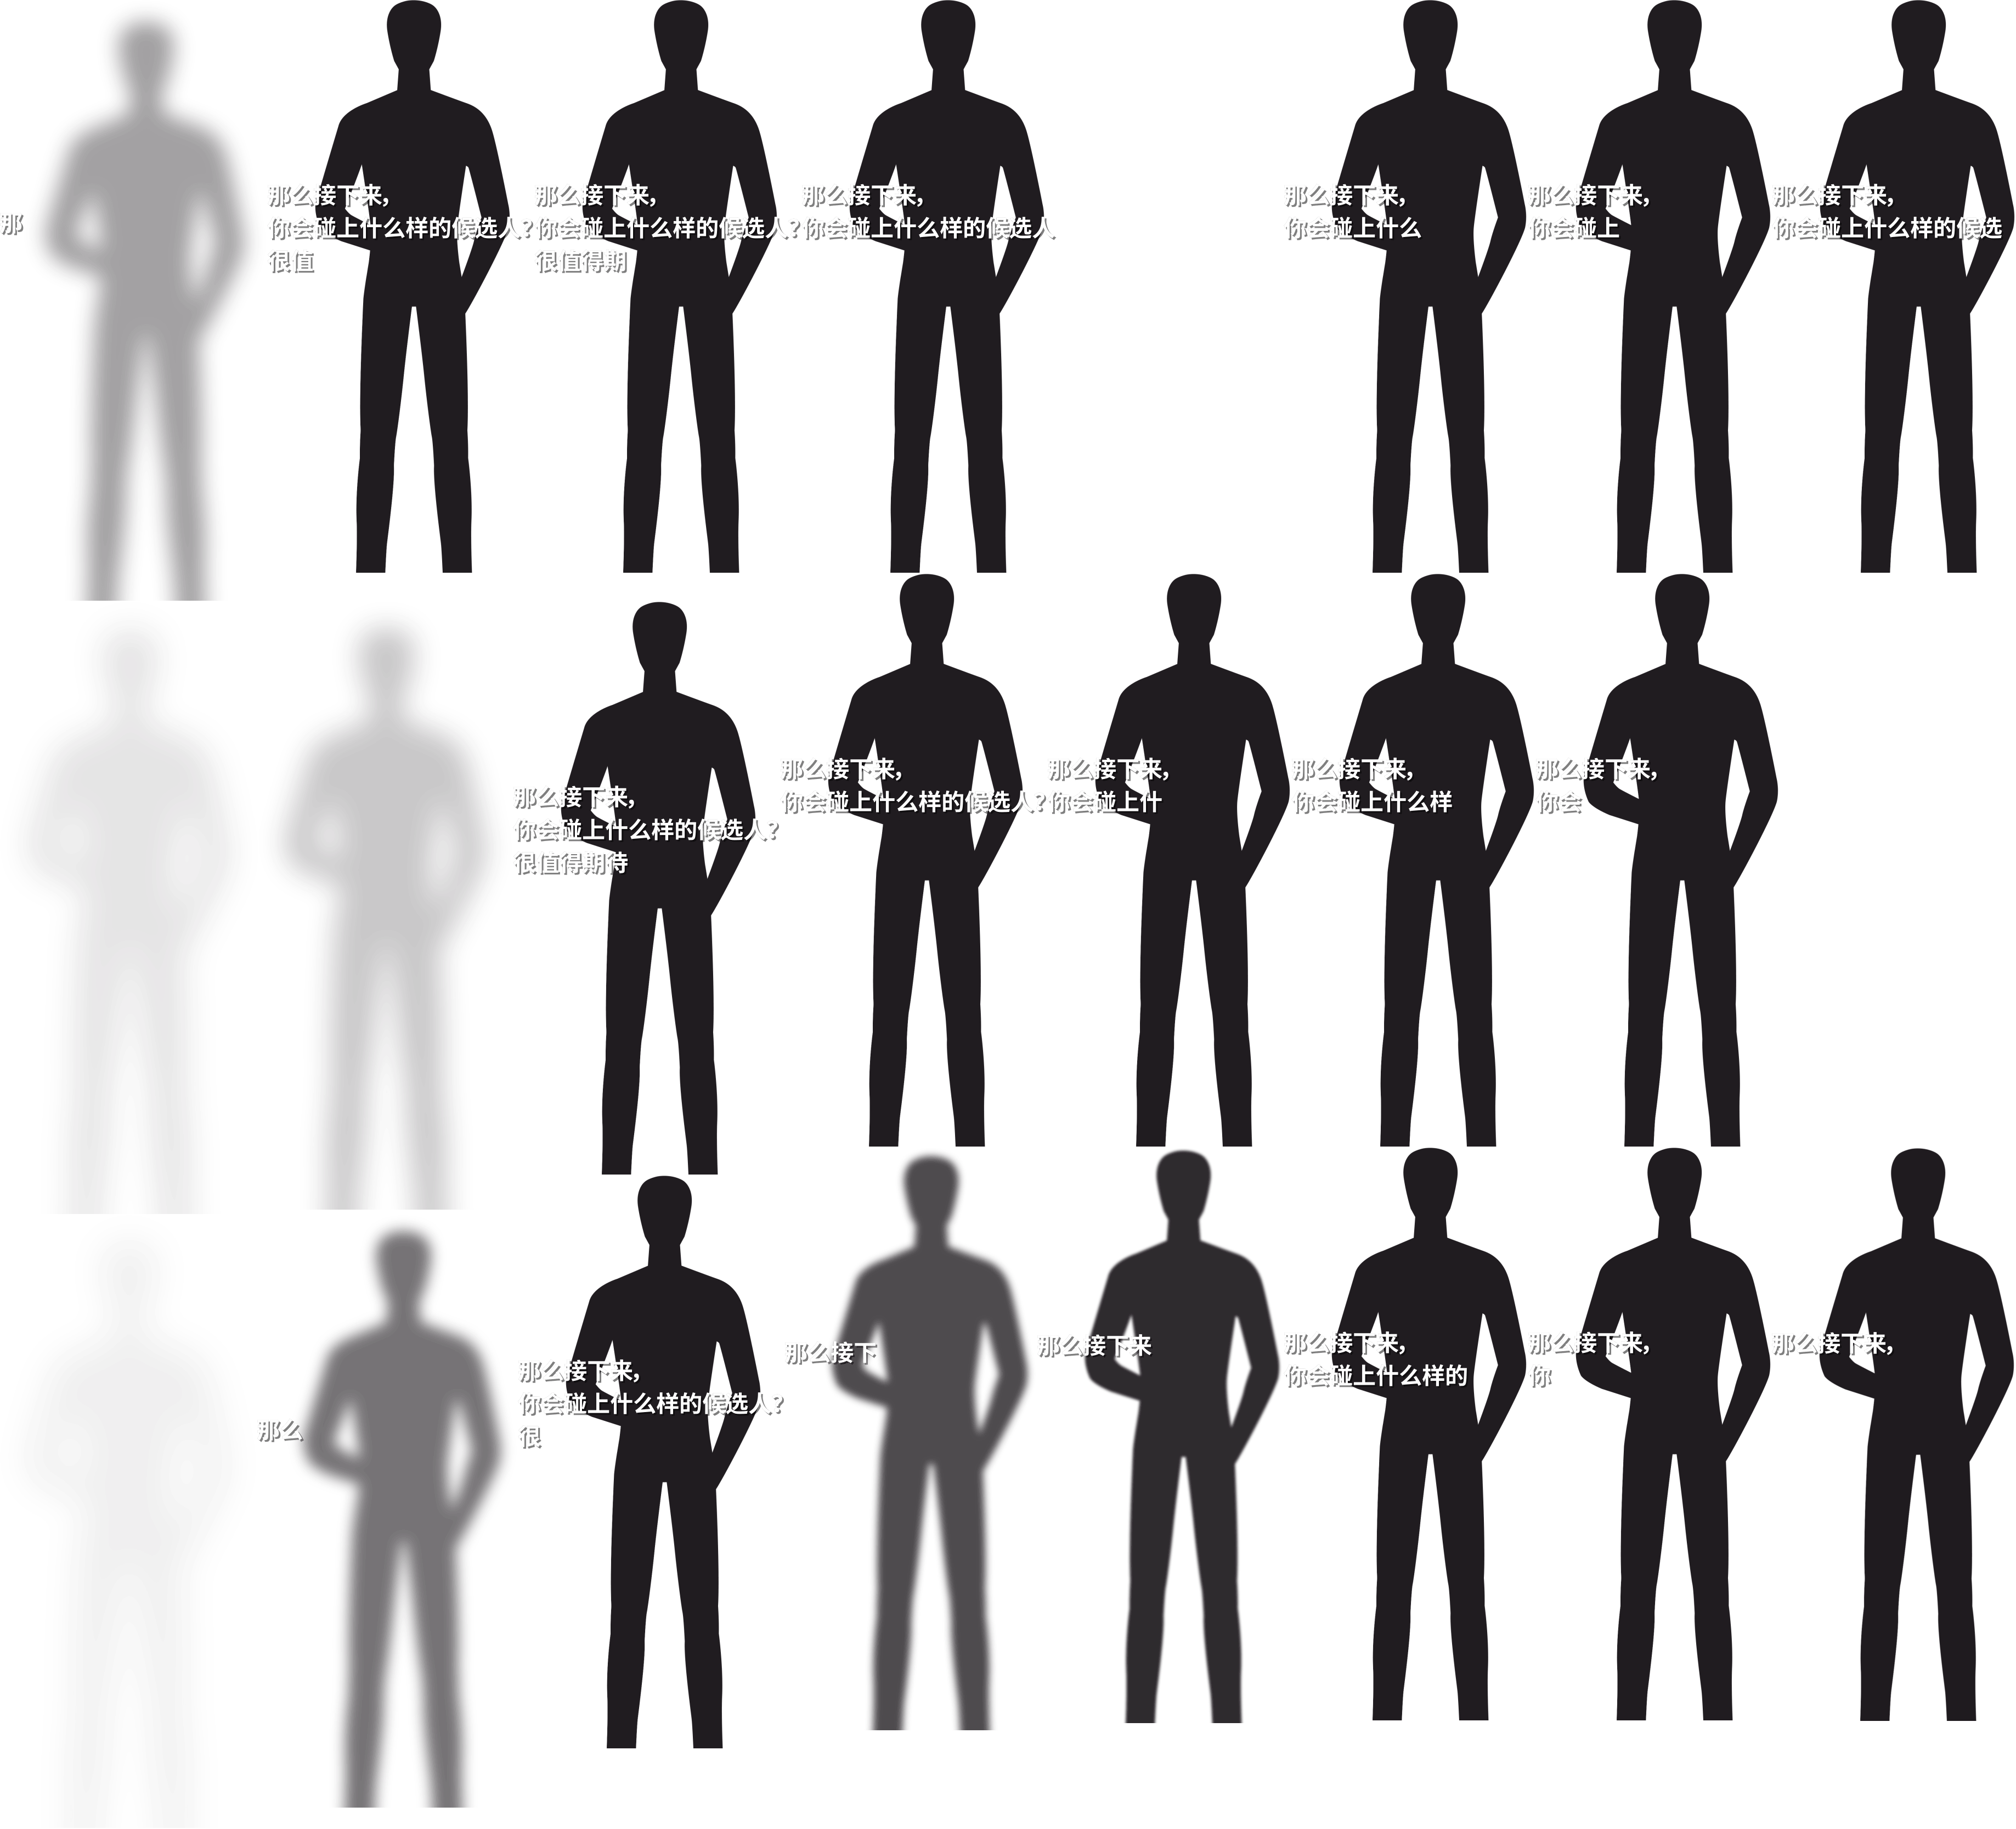 那
那么接下来,
你会碰上什么样的候选人?
很值
那么接下来,
你会碰上什么样的候选人?
很值得期
那么接下来,
你会碰上什么样的候选人
那么接下来,
你会碰上什么
那么接下来,
你会碰上
那么接下来,
你会碰上什么样的候选
那么接下来,
你会碰上什么样的候选人?
很值得期待
那么接下来,
你会碰上什么样的候选人?
那么接下来,
你会碰上什
那么接下来,
你会碰上什么样
那么接下来,
你会
那么
那么接下来,
你会碰上什么样的候选人?
很
那么接下
那么接下来
那么接下来,
你会碰上什么样的
那么接下来,
你
那么接下来,